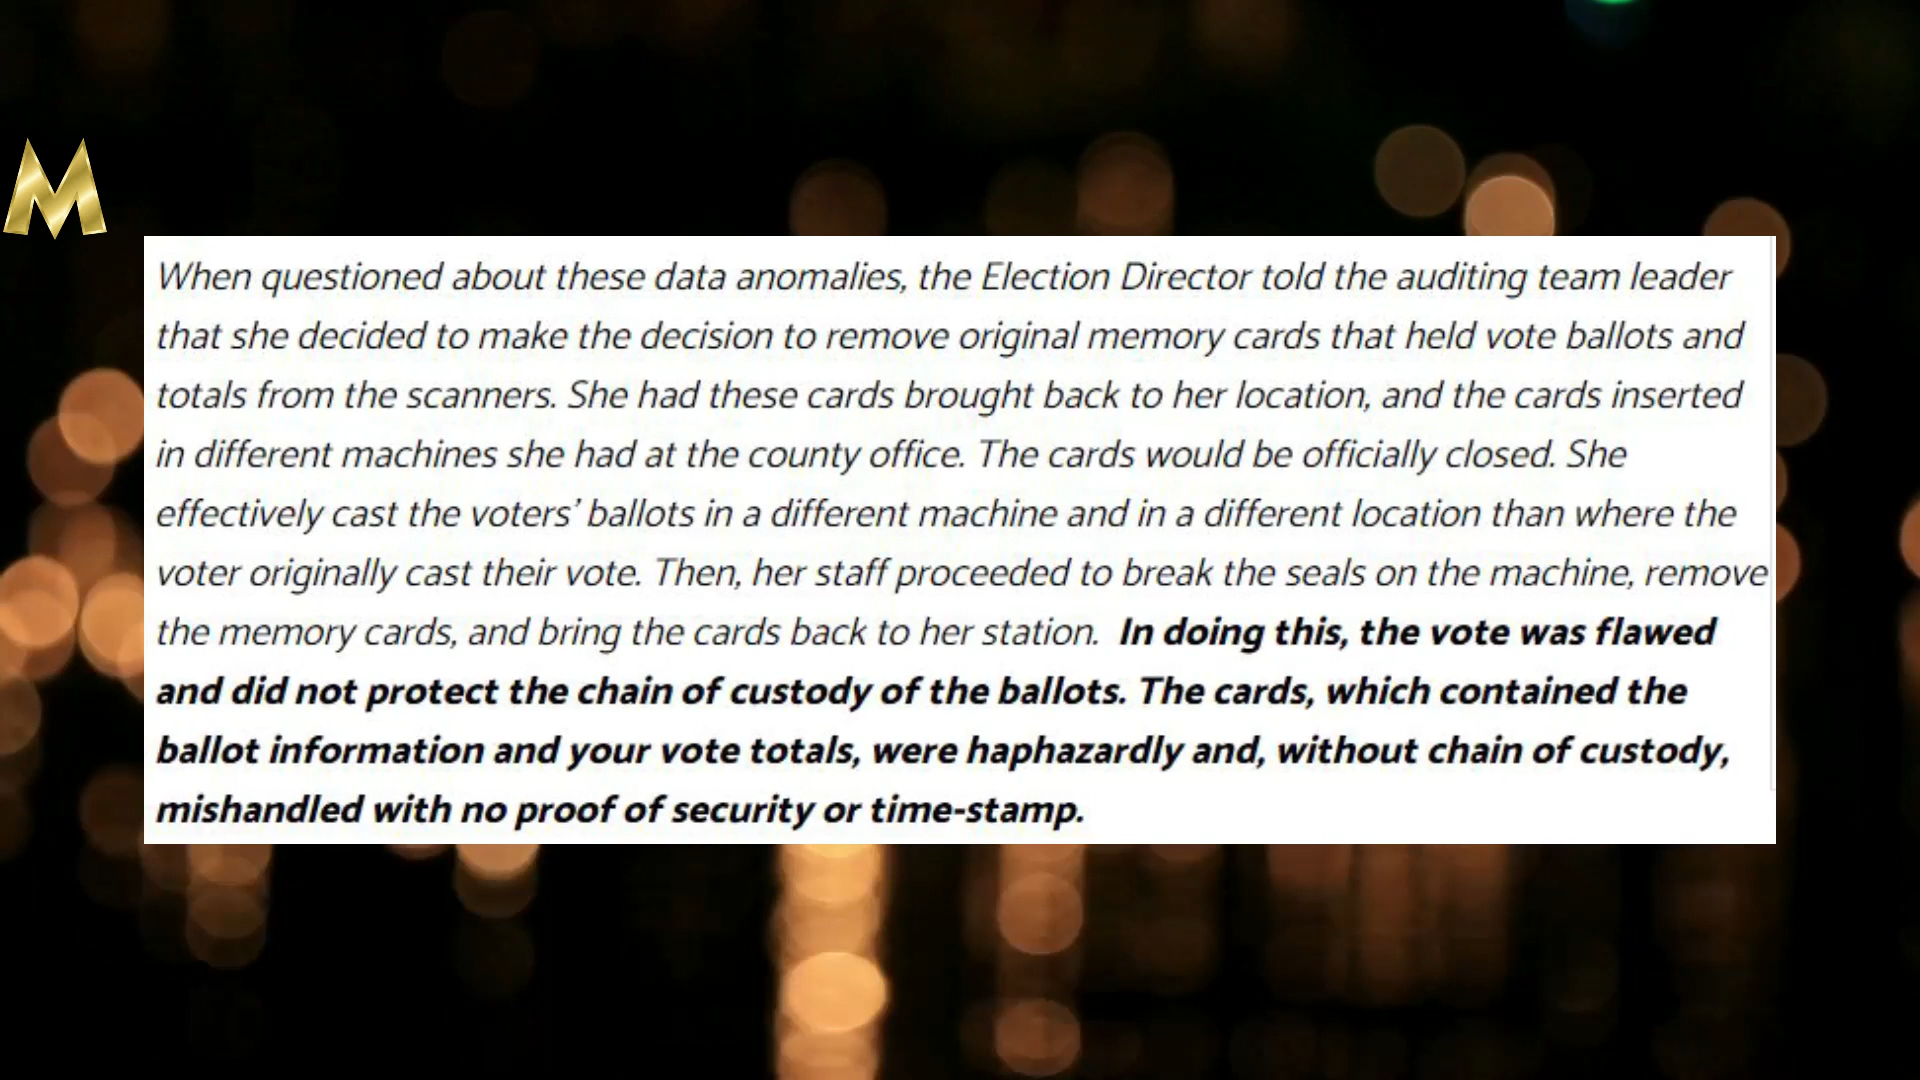 M
When questioned about these data anomalies, the Election Director told the auditing team leader
that she decided to make the decision to remove original memory cards that held vote ballots and
totals from the scanners. She had these cards brought back to her location, and the cards inserted
in different machines she had at the county office. The cards would be officially closed. She
effectively cast the voters’ ballots in a different machine and in a different location than where the
voter originally cast their vote. Then, her staff proceeded to break the seals on the machine, remove
the memory cards, and bring the cards back to her station. In doing this, the vote was flawed
and did not protect the chain of custody of the ballots. The cards, which contained the
ballot information and your vote totals, were haphazardly and, without chain of custody,
mishandled with no proof of security or time-stamp.